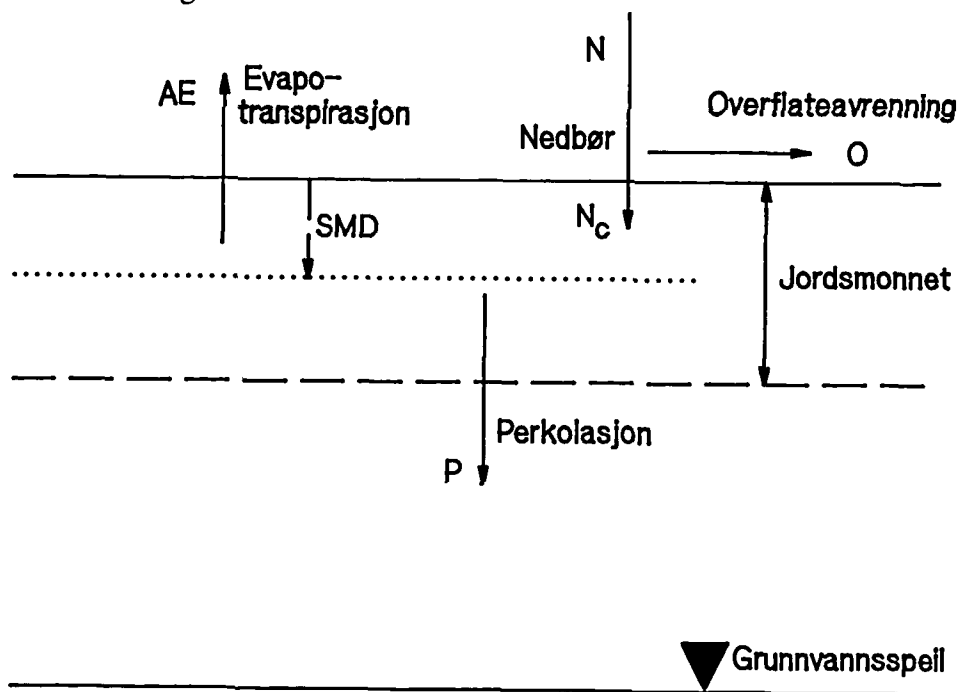 N
AE
Evapo-
transpirasjon
Overflateavrenning
Nedbør
O
SMD
Nc
Jordsmonnet
Perkolasjon
P
Grunnvannsspeil